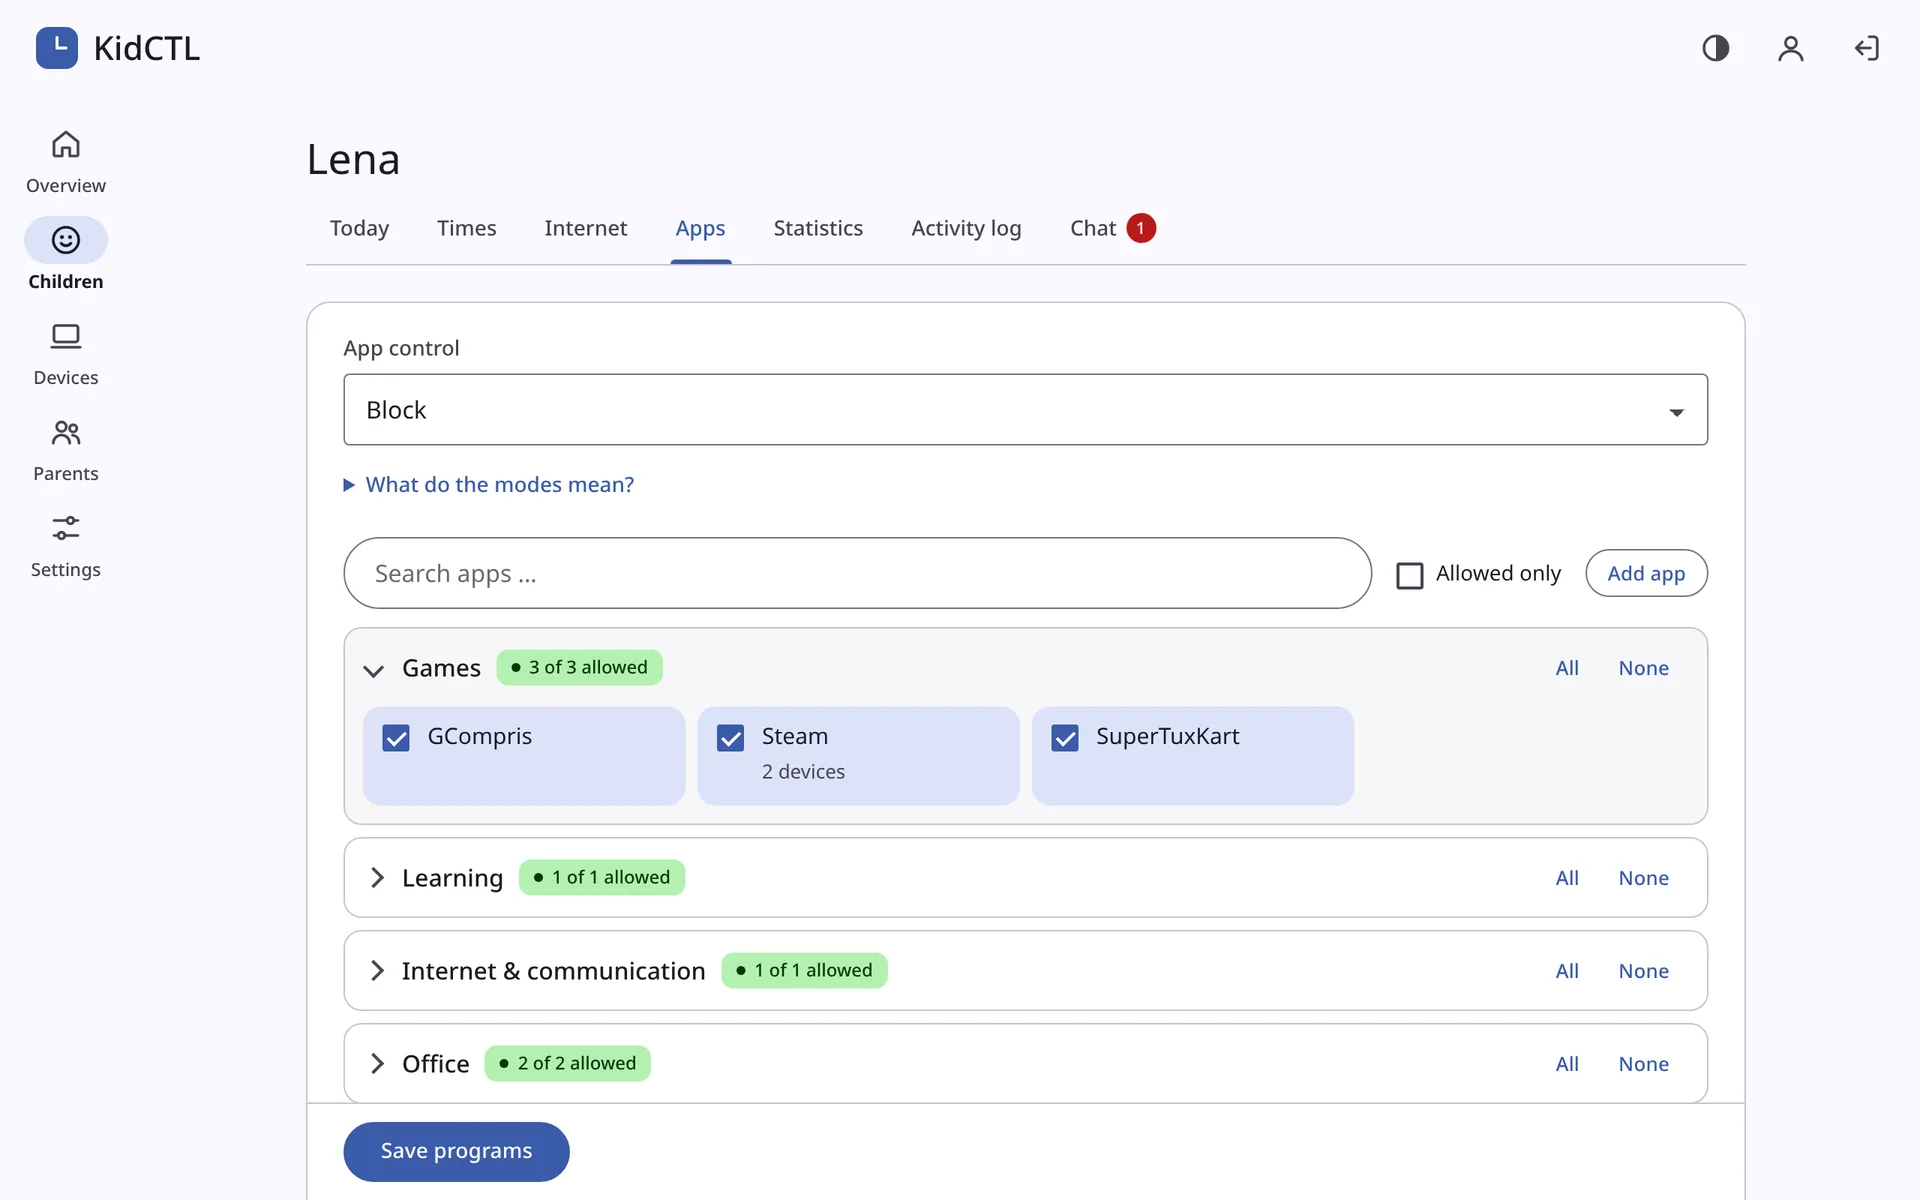 KidCTL
Overview
Children
Devices
Parents
Settings
Lena
Today Times Internet Apps Statistics Activity log Chat 1
App control
Block
What do the modes mean?
Search apps ... Allowed only Add app
Games 3 of 3 allowed All None
GCompris Steam SuperTuxKart
2 devices
Learning 1 of 1 allowed All None
Internet & communication 1 of 1 allowed All None
Office 2 of 2 allowed All None
Save programs